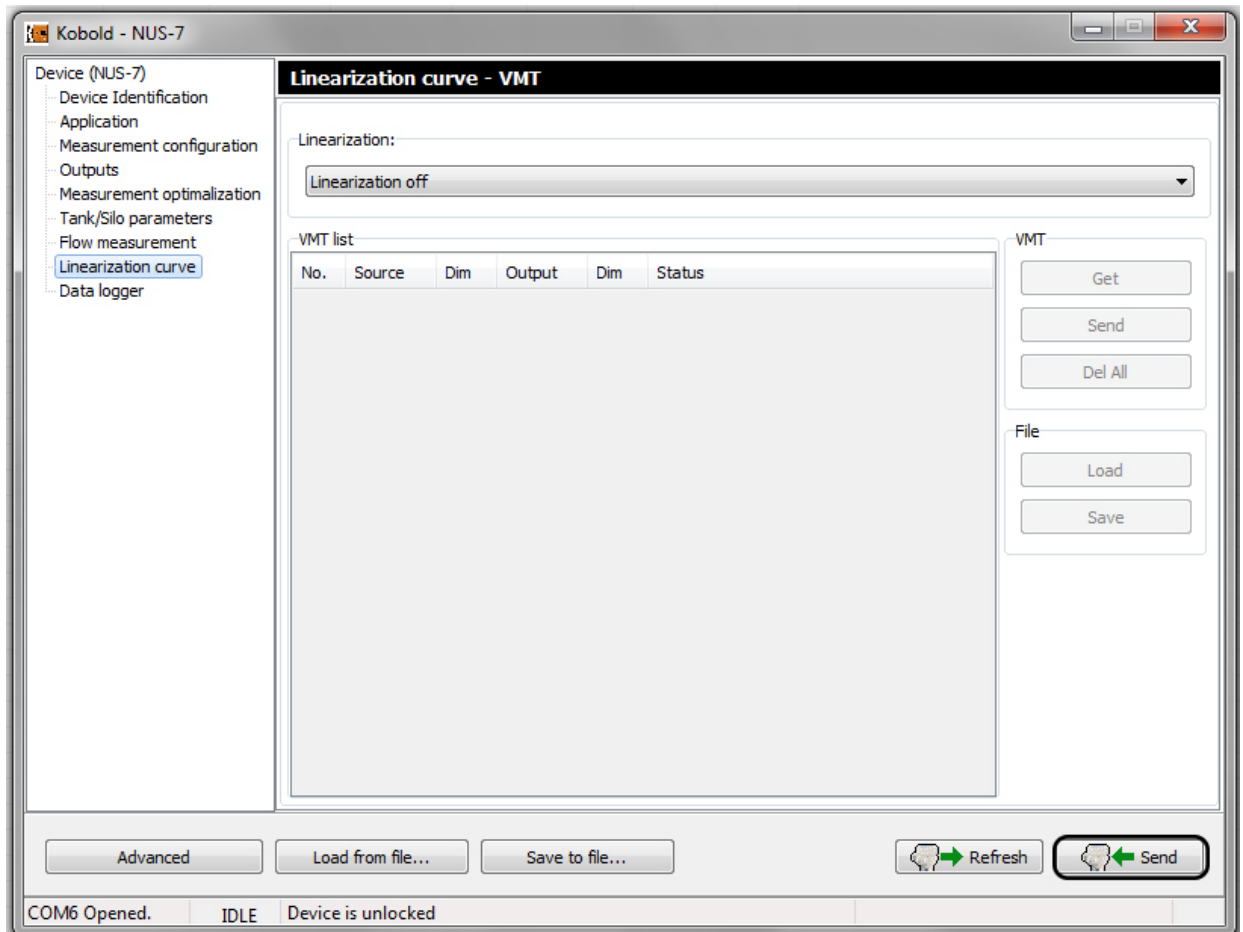 Kobold - NUS-7
Device (NUS-7)
Device Identification
Application
Measurement configuration
Outputs
Measurement optimalization
Tank/Silo parameters
Flow measurement
Linearization curve
Data logger
Linearization curve - VMT
Linearization:
Linearization off
VMT list
No. Source Dim Output Dim Status
VMT
Get
Send
Del All
File
Load
Save
Advanced Load from file... Save to file... Refresh Send
COM6 Opened. IDLE Device is unlocked